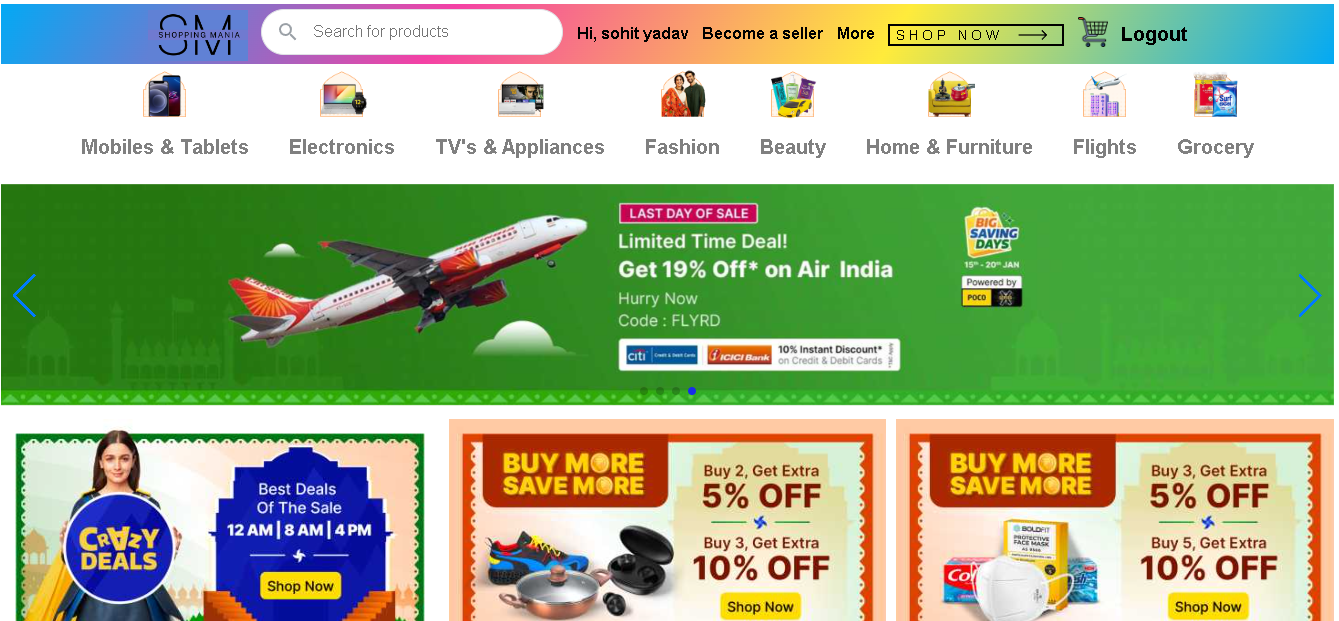 SM
SHOPPING MANIA
Search for products
Hi, sohit yadav
Become a seller
More
SHOP NOW
Logout
Mobiles & Tablets
Electronics
TV's & Appliances
Fashion
Beauty
Home & Furniture
Flights
Grocery
LAST DAY OF SALE
Limited Time Deal!
Get 19% Off* on Air India
Hurry Now
Code : FLYRD
citi Credit & Debit Cards
ICICI Bank
10% Instant Discount*
on Credit & Debit Cards
BIG
SAVING
DAYS
15th - 20th JAN
Powered by
POCO
CRAZY
DEALS
Best Deals
Of The Sale
12 AM | 8 AM | 4 PM
Shop Now
BUY MORE
SAVE MORE
Buy 2, Get Extra
5% OFF
Buy 3, Get Extra
10% OFF
Shop Now
BUY MORE
SAVE MORE
BOLDFIT
PROTECTIVE
FACE MASK
Buy 3, Get Extra
5% OFF
Buy 5, Get Extra
10% OFF
Shop Now